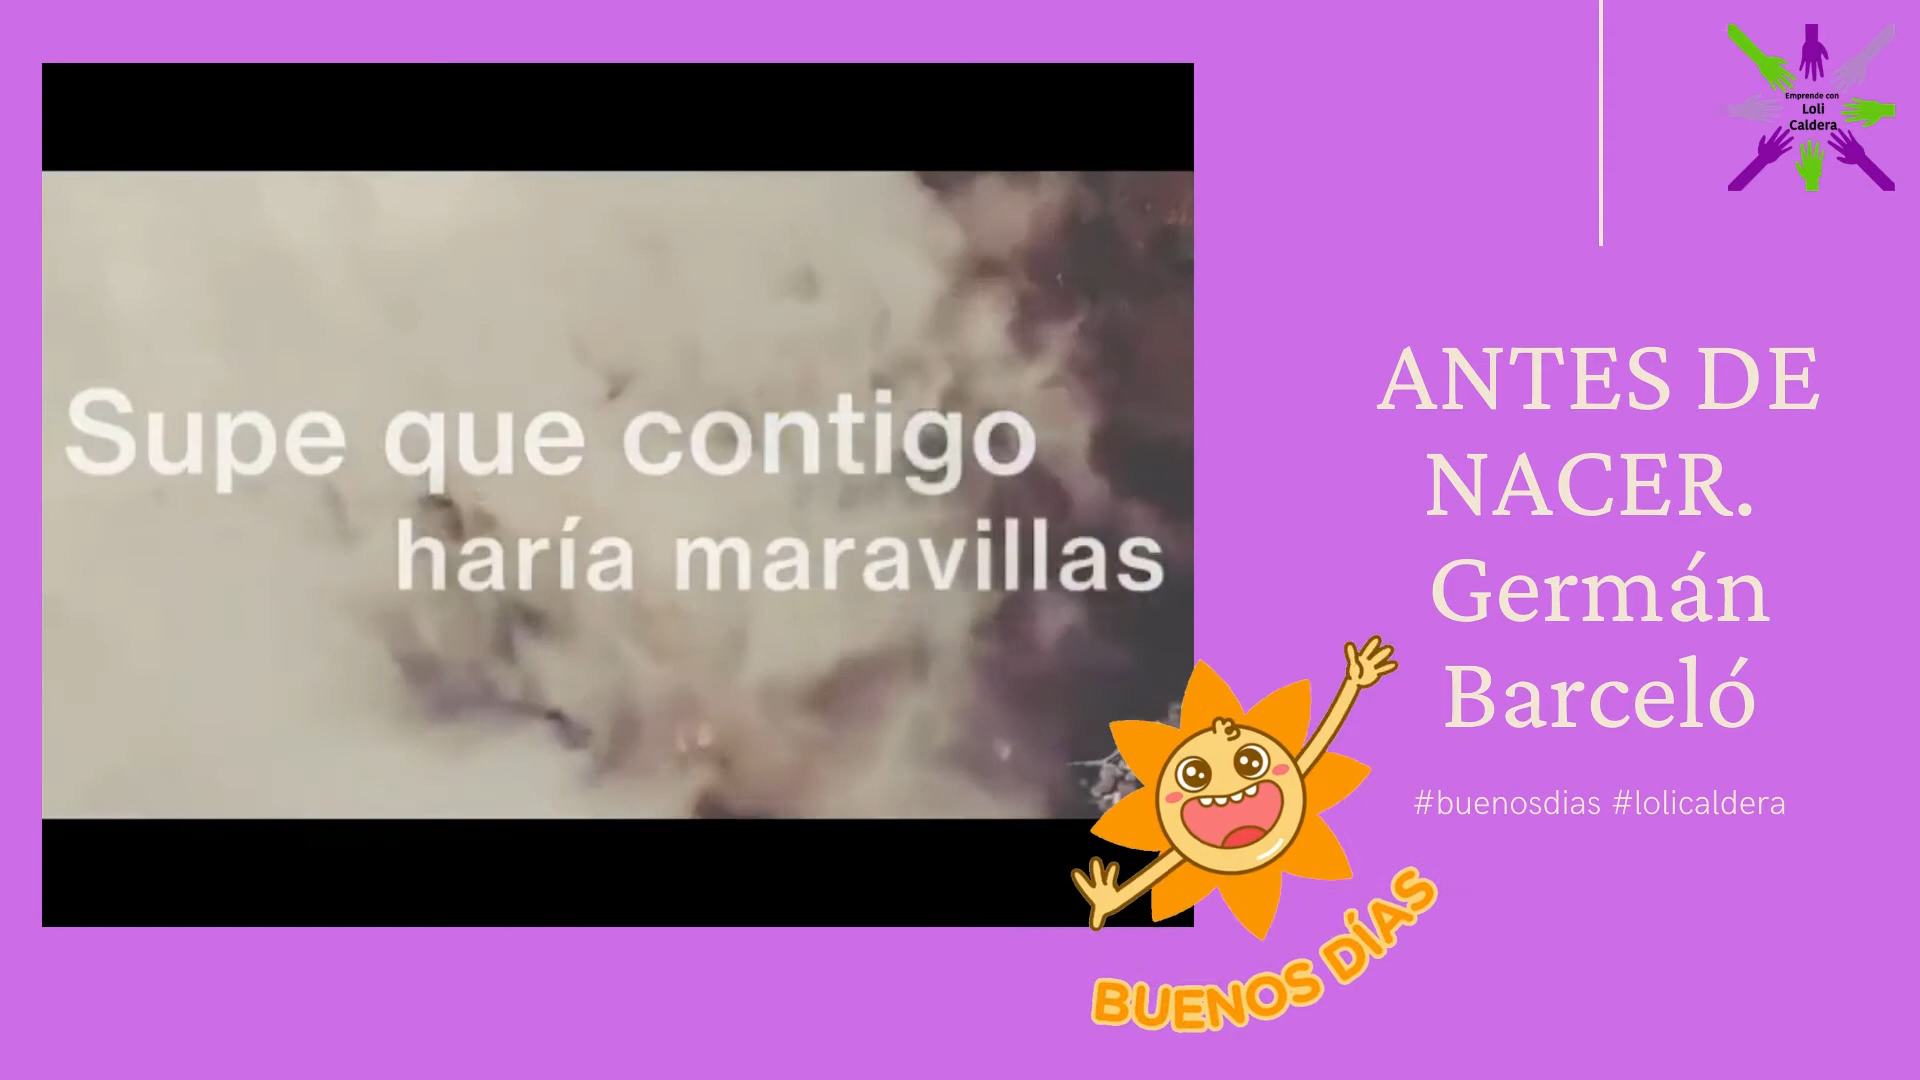 Supe que contigo
haría maravillas
Emprende con
Loli
Caldera
ANTES DE
NACER.
Germán
Barceló
#buenosdias #lolicaldera
BUENOS DÍAS